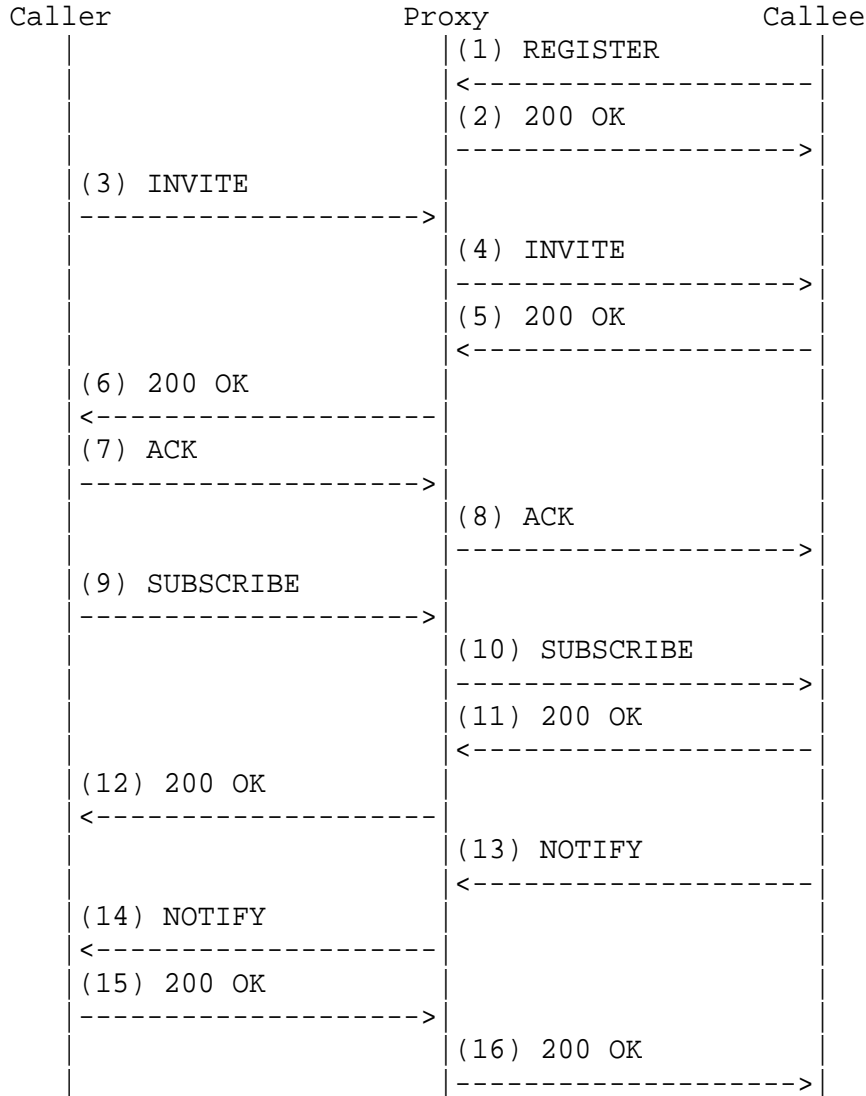 Caller Proxy Callee
(1) REGISTER
(2) 200 OK
(3) INVITE
(4) INVITE
(5) 200 OK
(6) 200 OK
(7) ACK
(8) ACK
(9) SUBSCRIBE
(10) SUBSCRIBE
(11) 200 OK
(12) 200 OK
(13) NOTIFY
(14) NOTIFY
(15) 200 OK
(16) 200 OK